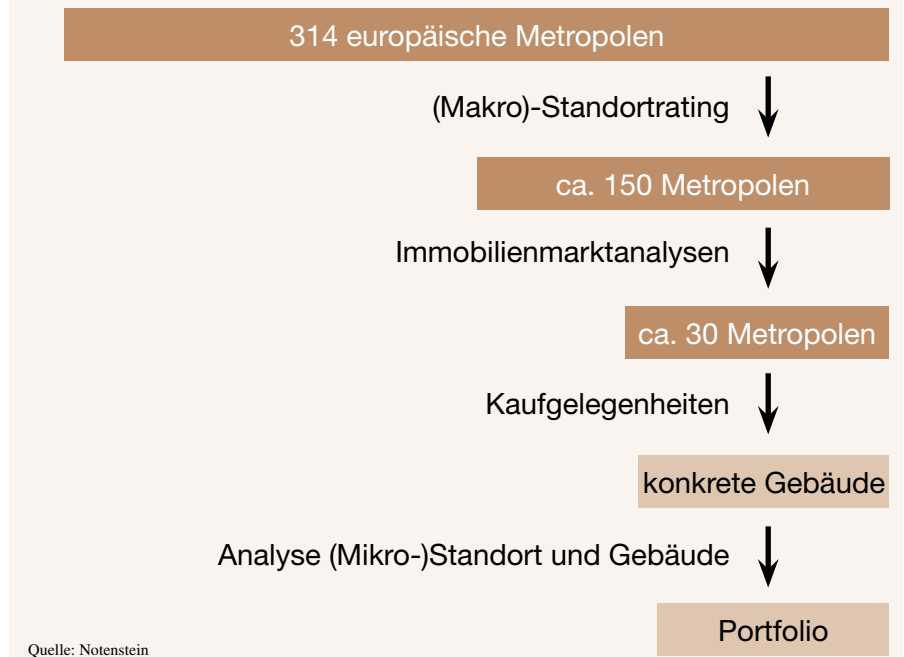 314 europäische Metropolen
(Makro)-Standortrating
ca. 150 Metropolen
Immobilienmarktanalysen
ca. 30 Metropolen
Kaufgelegenheiten
konkrete Gebäude
Analyse (Mikro-)Standort und Gebäude
Portfolio
Quelle: Notenstein